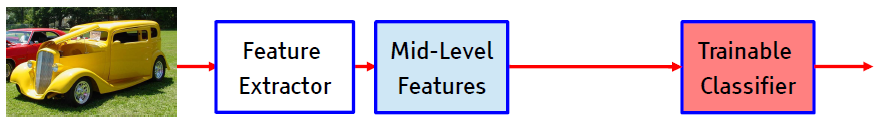 Feature
Extractor
Mid-Level
Features
Trainable
Classifier